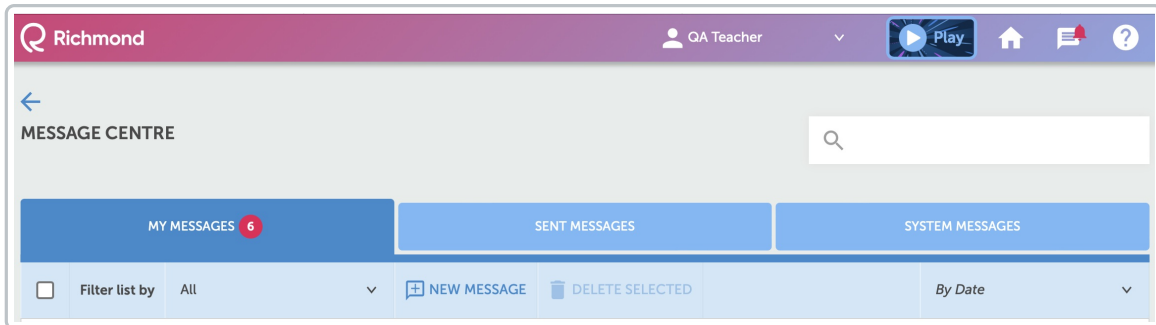 Richmond QA Teacher Play ?
MESSAGE CENTRE
MY MESSAGES 6 SENT MESSAGES SYSTEM MESSAGES
Filter list by All NEW MESSAGE DELETE SELECTED By Date